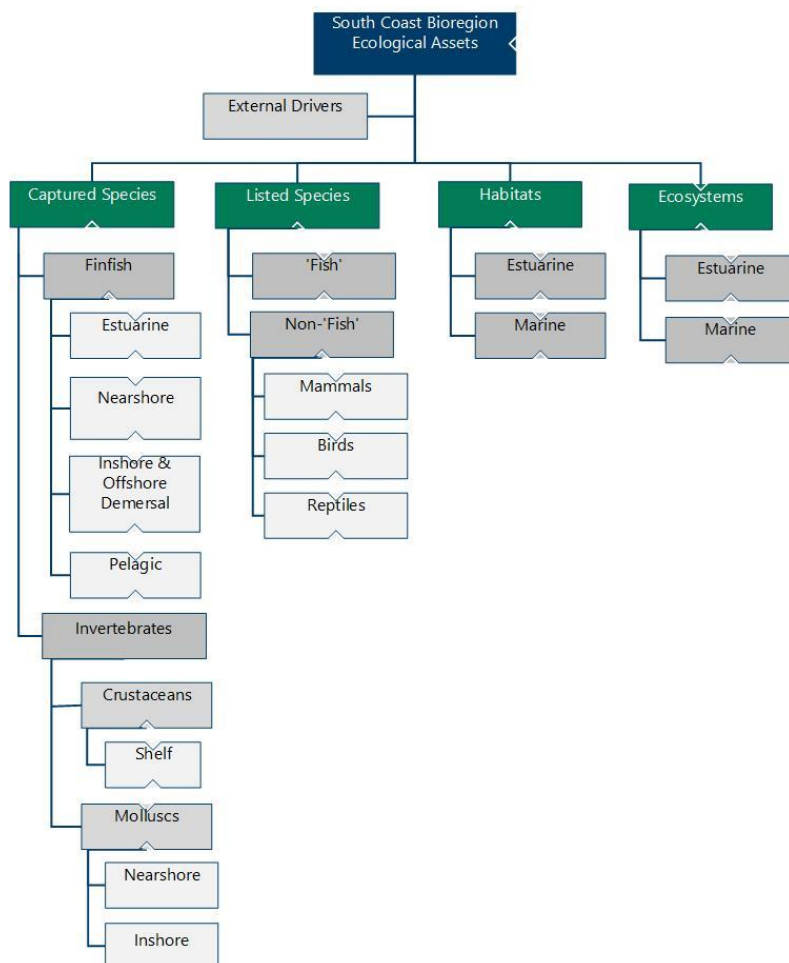 South Coast Bioregion
Ecological Assets
External Drivers
Captured Species
Listed Species
Habitats
Ecosystems
Finfish
'Fish'
Estuarine
Estuarine
Estuarine
Non-'Fish'
Marine
Marine
Nearshore
Mammals
Birds
Inshore &
Offshore
Demersal
Reptiles
Pelagic
Invertebrates
Crustaceans
Shelf
Molluscs
Nearshore
Inshore